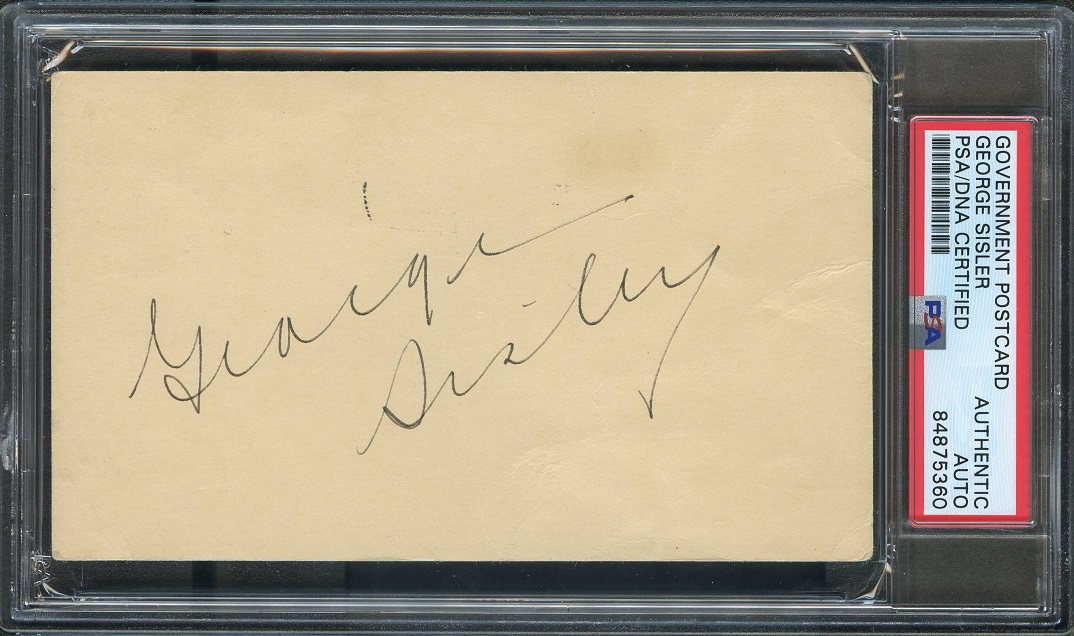 George
Sisler
GOVERNMENT POSTCARD
GEORGE SISLER
PSA/DNA CERTIFIED
AUTHENTIC
AUTO
84875360
PSA